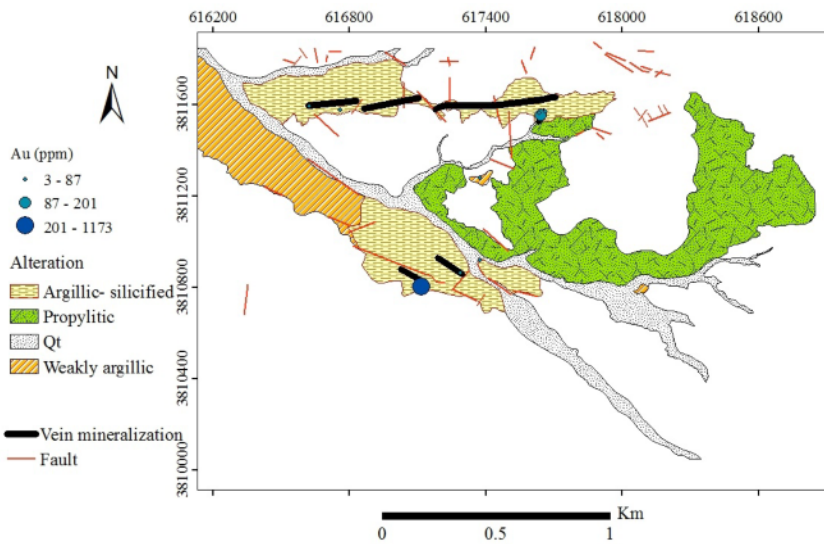 616200 616800 617400 618000 618600
3811600
3811200
3810800
3810400
3810000
N
Au (ppm)
3 - 87
87 - 201
201 - 1173
Alteration
Argillic- silicified
Propylitic
Qt
Weakly argillic
Vein mineralization
Fault
Km
0 0.5 1